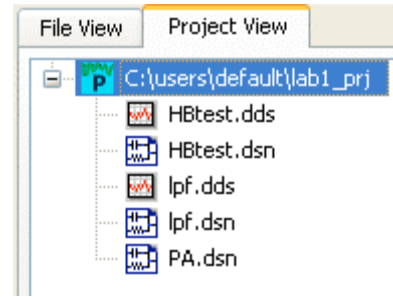 File View Project View
P C:\users\default\lab1_prj
HBtest.dds
HBtest.dsn
lpf.dds
lpf.dsn
PA.dsn